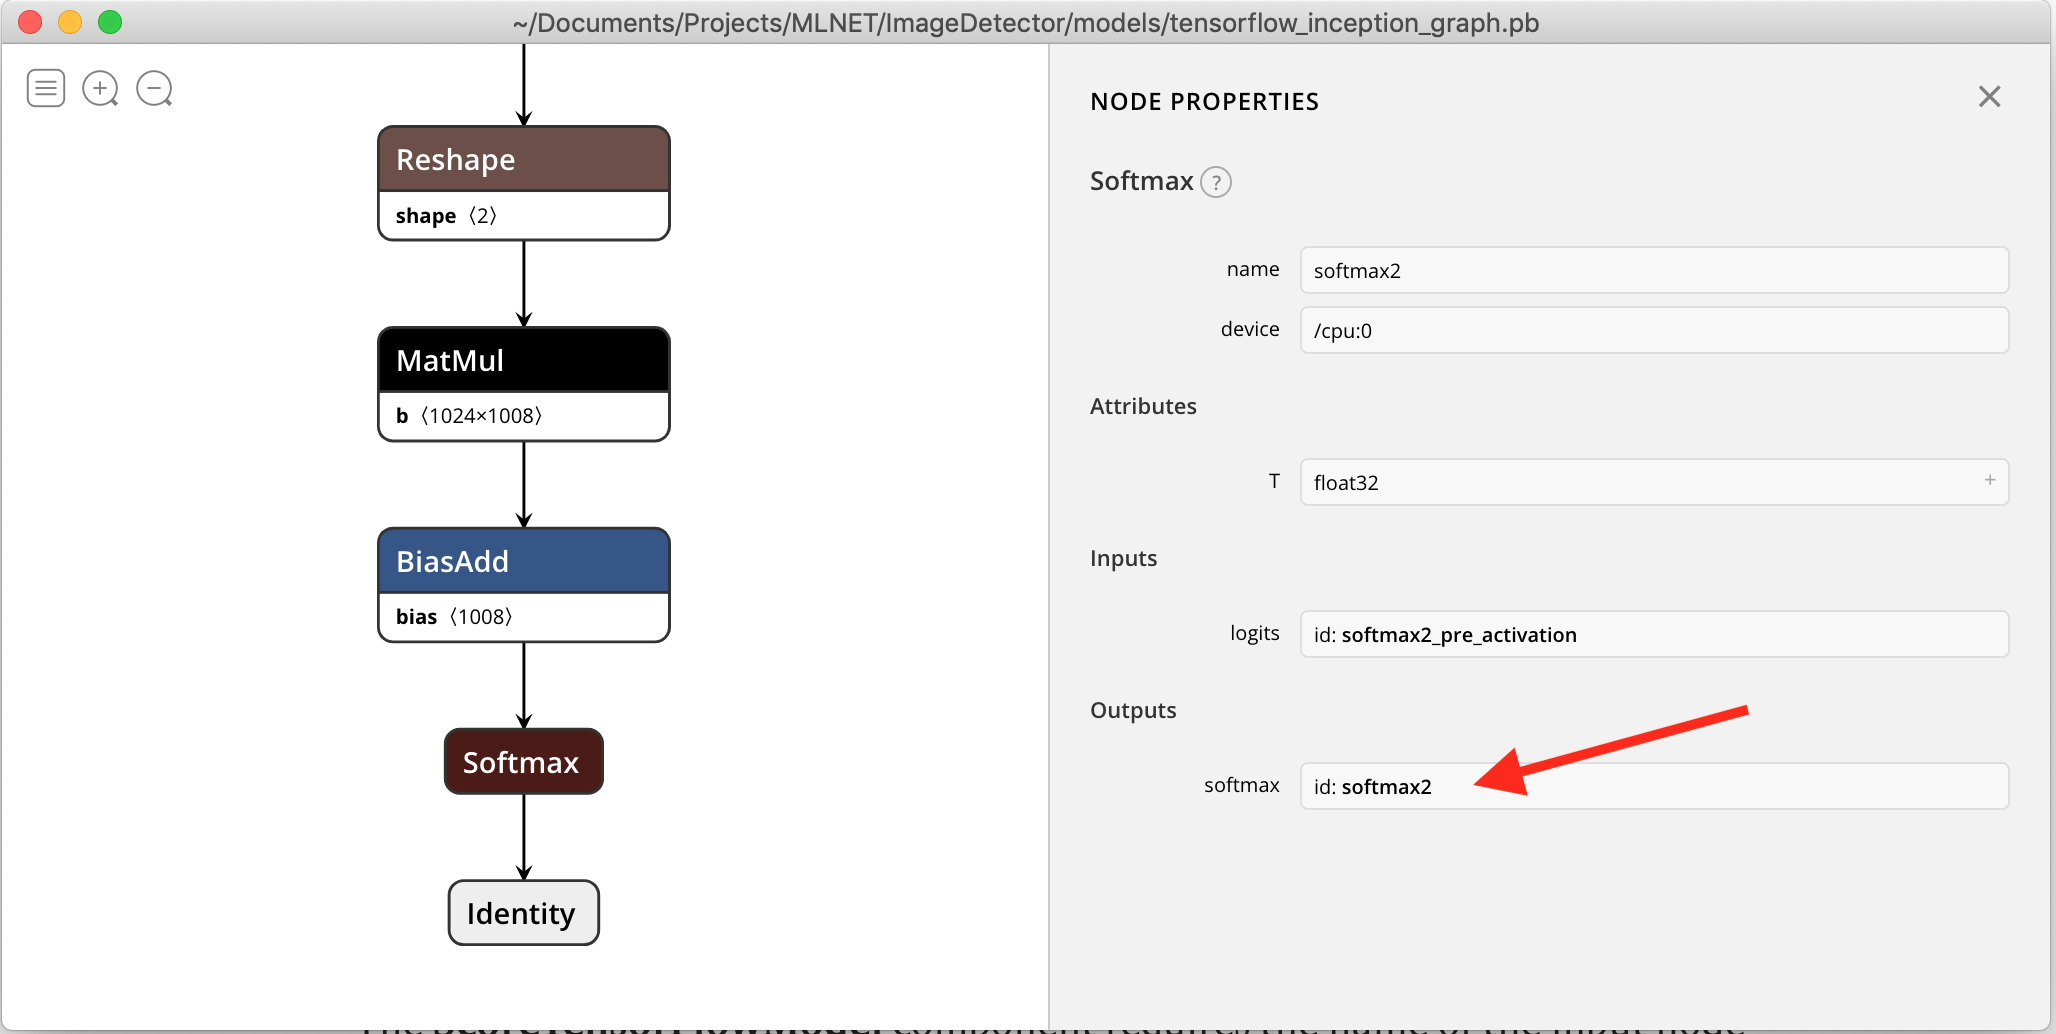 ~/Documents/Projects/MLNET/ImageDetector/models/tensorflow_inception_graph.pb
Reshape
shape 〈2〉
MatMul
b 〈1024×1008〉
BiasAdd
bias 〈1008〉
Softmax
Identity
NODE PROPERTIES
Softmax ?
name softmax2
device /cpu:0
Attributes
T float32 +
Inputs
logits id: softmax2_pre_activation
Outputs
softmax id: softmax2